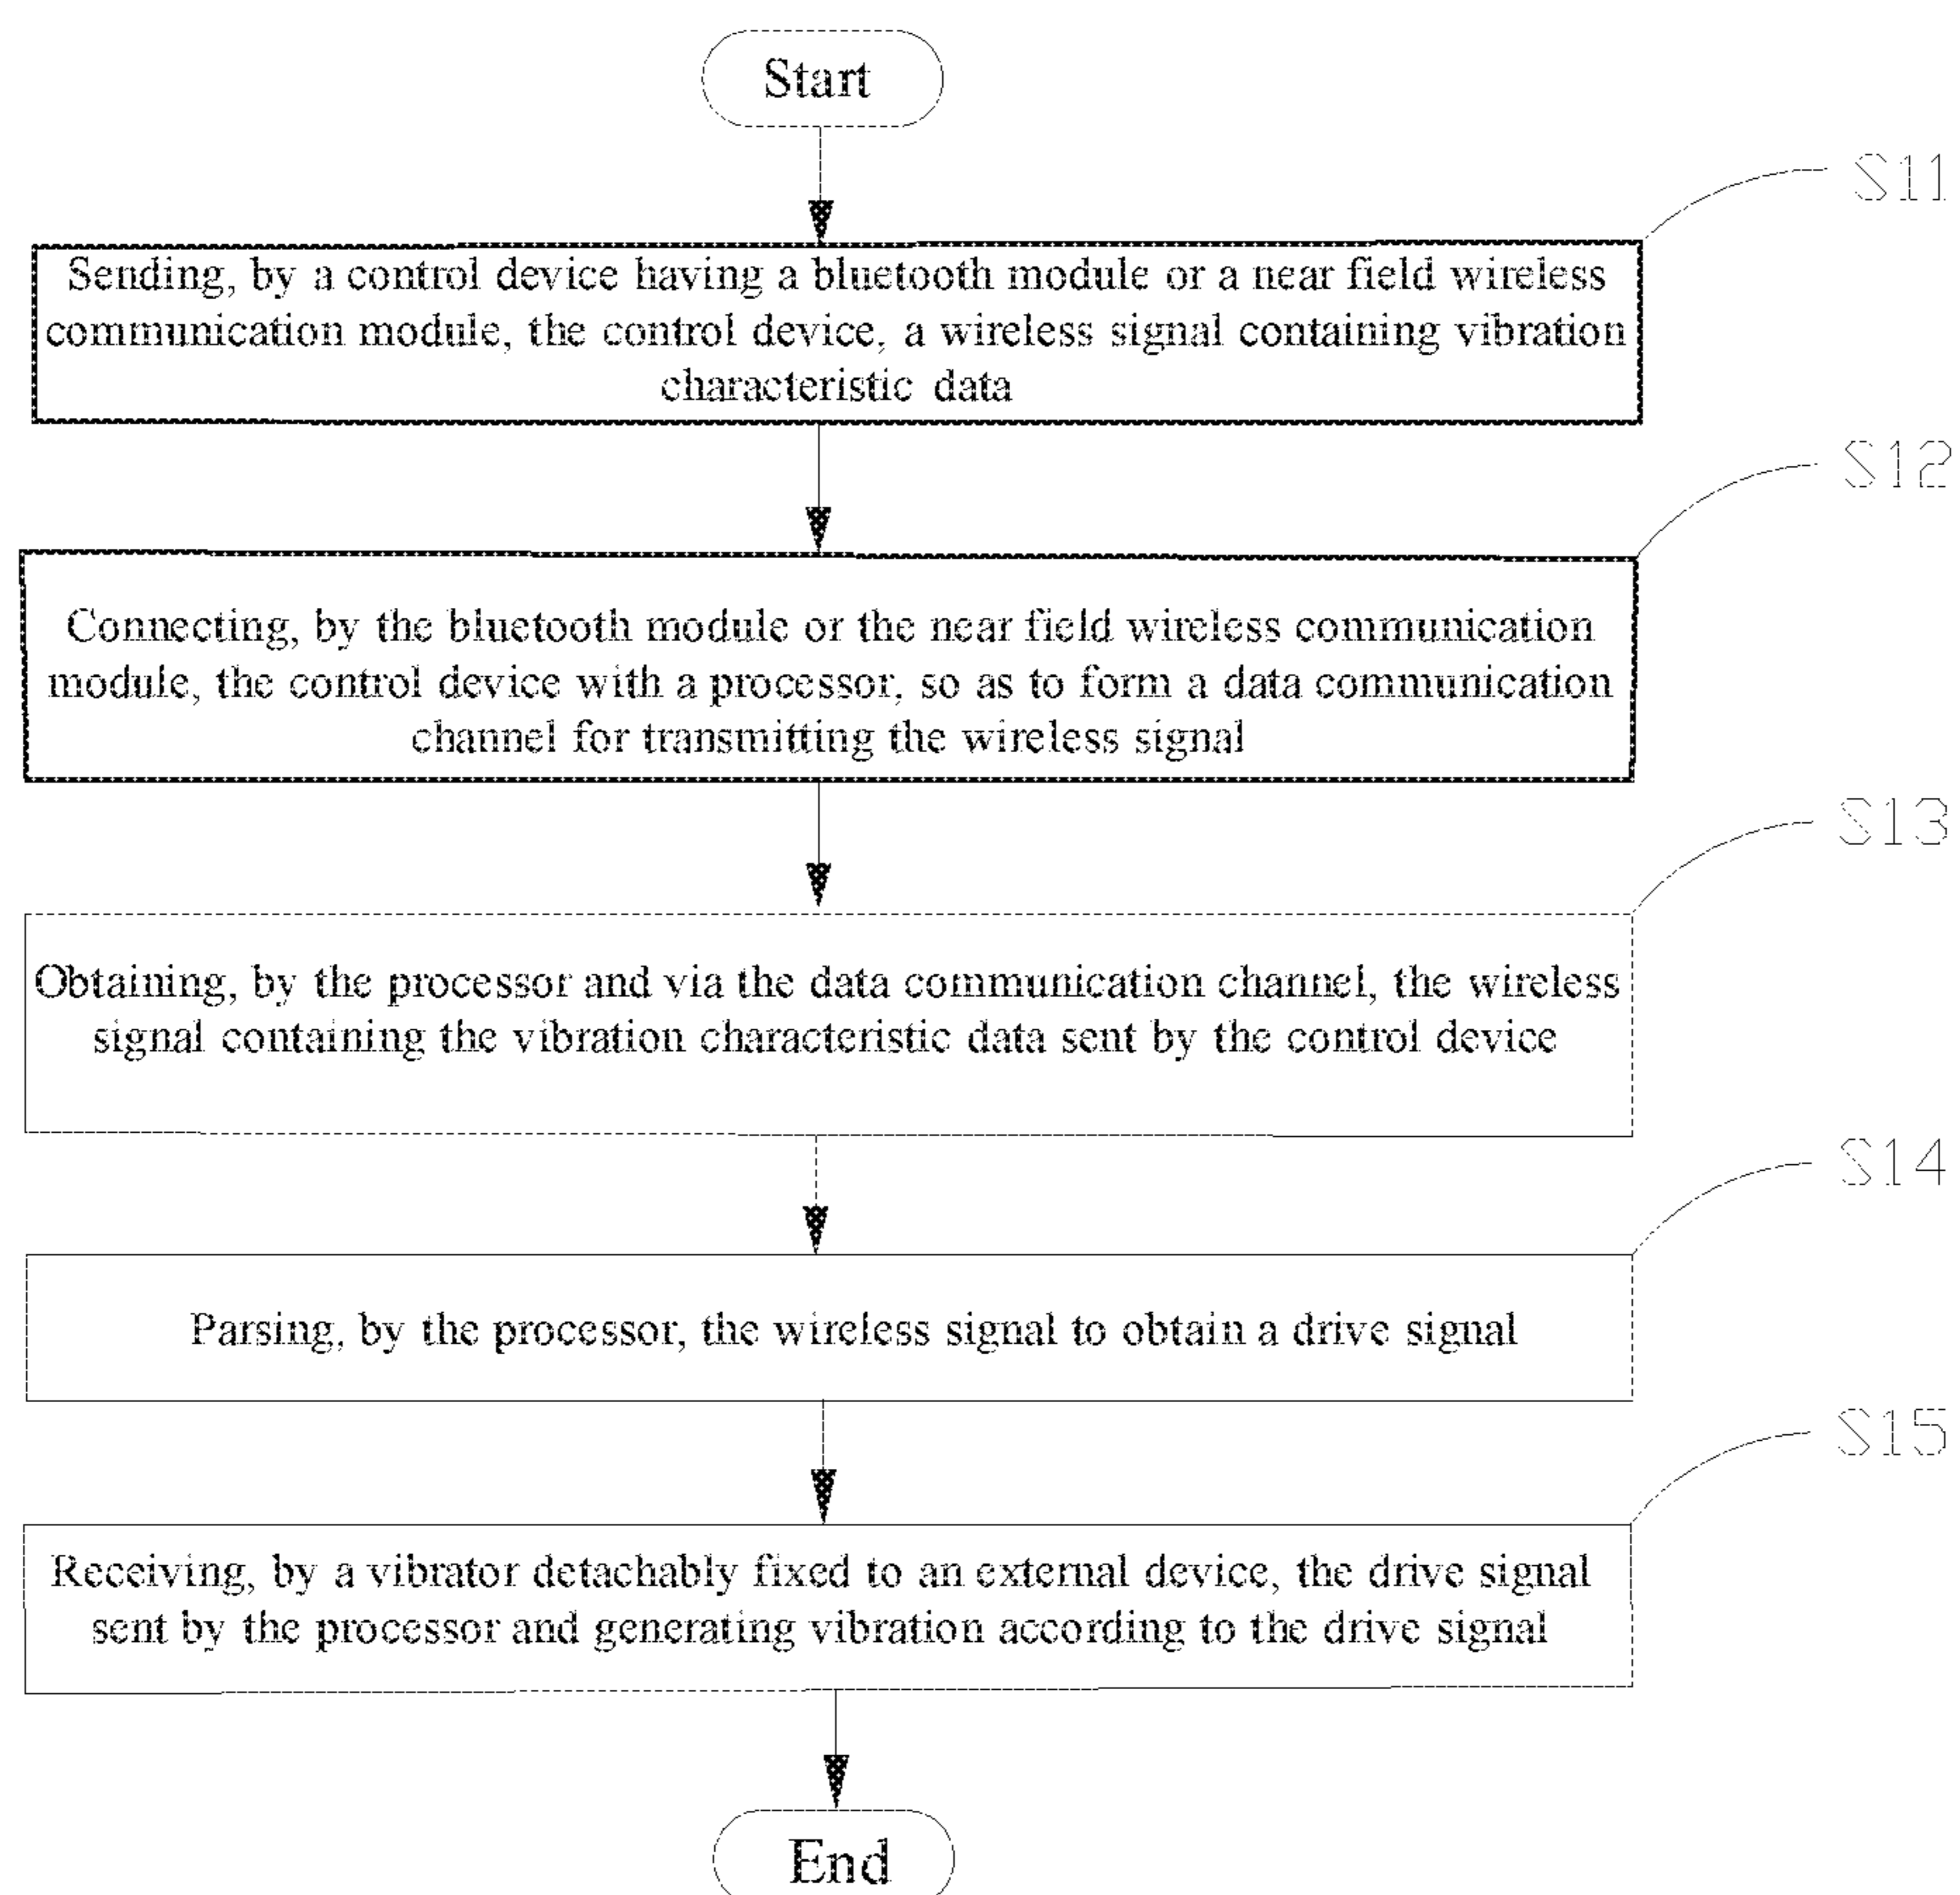 Start
S11
Sending, by a control device having a bluetooth module or a near field wireless
communication module, the control device, a wireless signal containing vibration
characteristic data
S12
Connecting, by the bluetooth module or the near field wireless communication
module, the control device with a processor, so as to form a data communication
channel for transmitting the wireless signal
S13
Obtaining, by the processor and via the data communication channel, the wireless
signal containing the vibration characteristic data sent by the control device
S14
Parsing, by the processor, the wireless signal to obtain a drive signal
S15
Receiving, by a vibrator detachably fixed to an external device, the drive signal
sent by the processor and generating vibration according to the drive signal
End